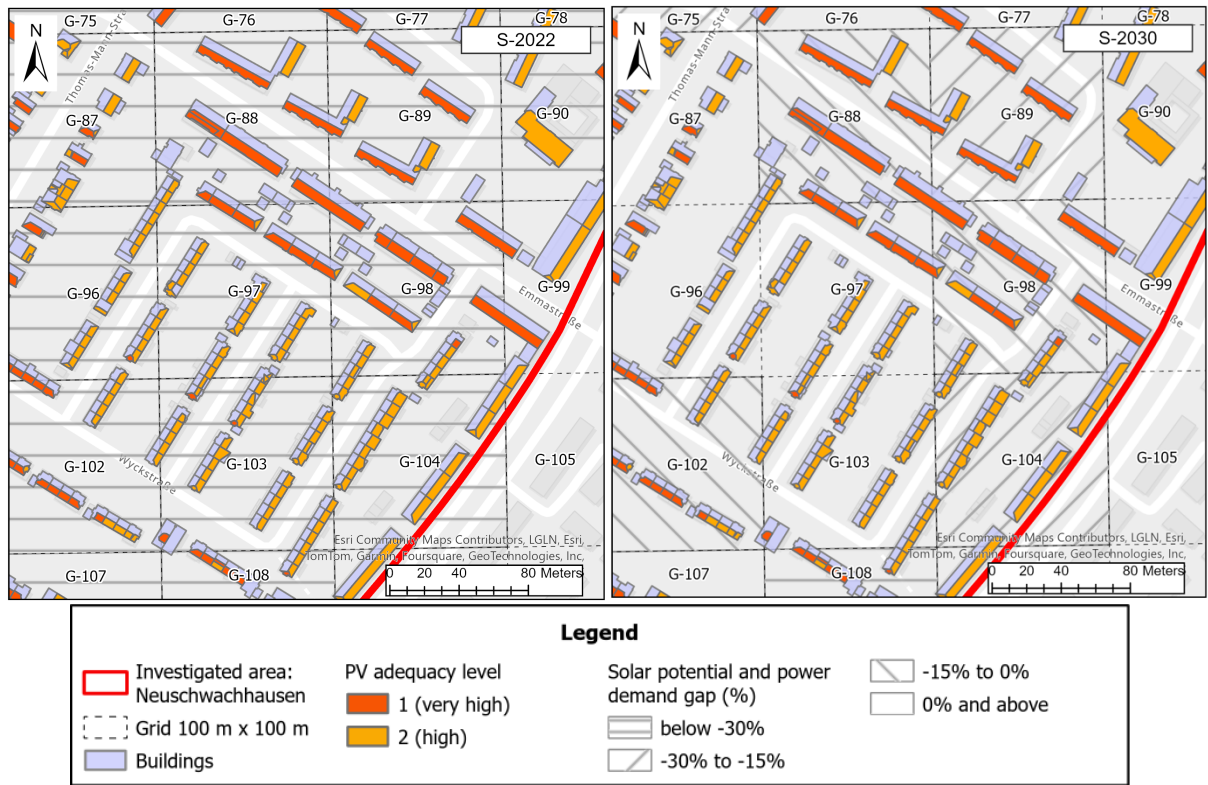 G-75
G-76
G-77
G-78
N
S-2022
Thomas-Mann-Stra
G-87
G-88
G-89
G-90
G-96
G-97
G-98
G-99
Emmastraße
G-102
Wyckstraße
G-103
G-104
G-105
Esri Community Maps Contributors, LGLN, Esri,
TomTom, Garmin, Foursquare, GeoTechnologies, Inc,
G-107
G-108
0 20 40 80 Meters
G-75
G-76
G-77
G-78
N
S-2030
Thomas-Mann-Stra
G-87
G-88
G-89
G-90
G-96
G-97
G-98
G-99
Emmastraße
G-102
Wyckstraße
G-103
G-104
G-105
Esri Community Maps Contributors, LGLN, Esri,
TomTom, Garmin, Foursquare, GeoTechnologies, Inc,
G-107
G-108
0 20 40 80 Meters
Legend
Investigated area:
Neuschwachhausen
Grid 100 m x 100 m
Buildings
PV adequacy level
1 (very high)
2 (high)
Solar potential and power
demand gap (%)
below -30%
-30% to -15%
-15% to 0%
0% and above